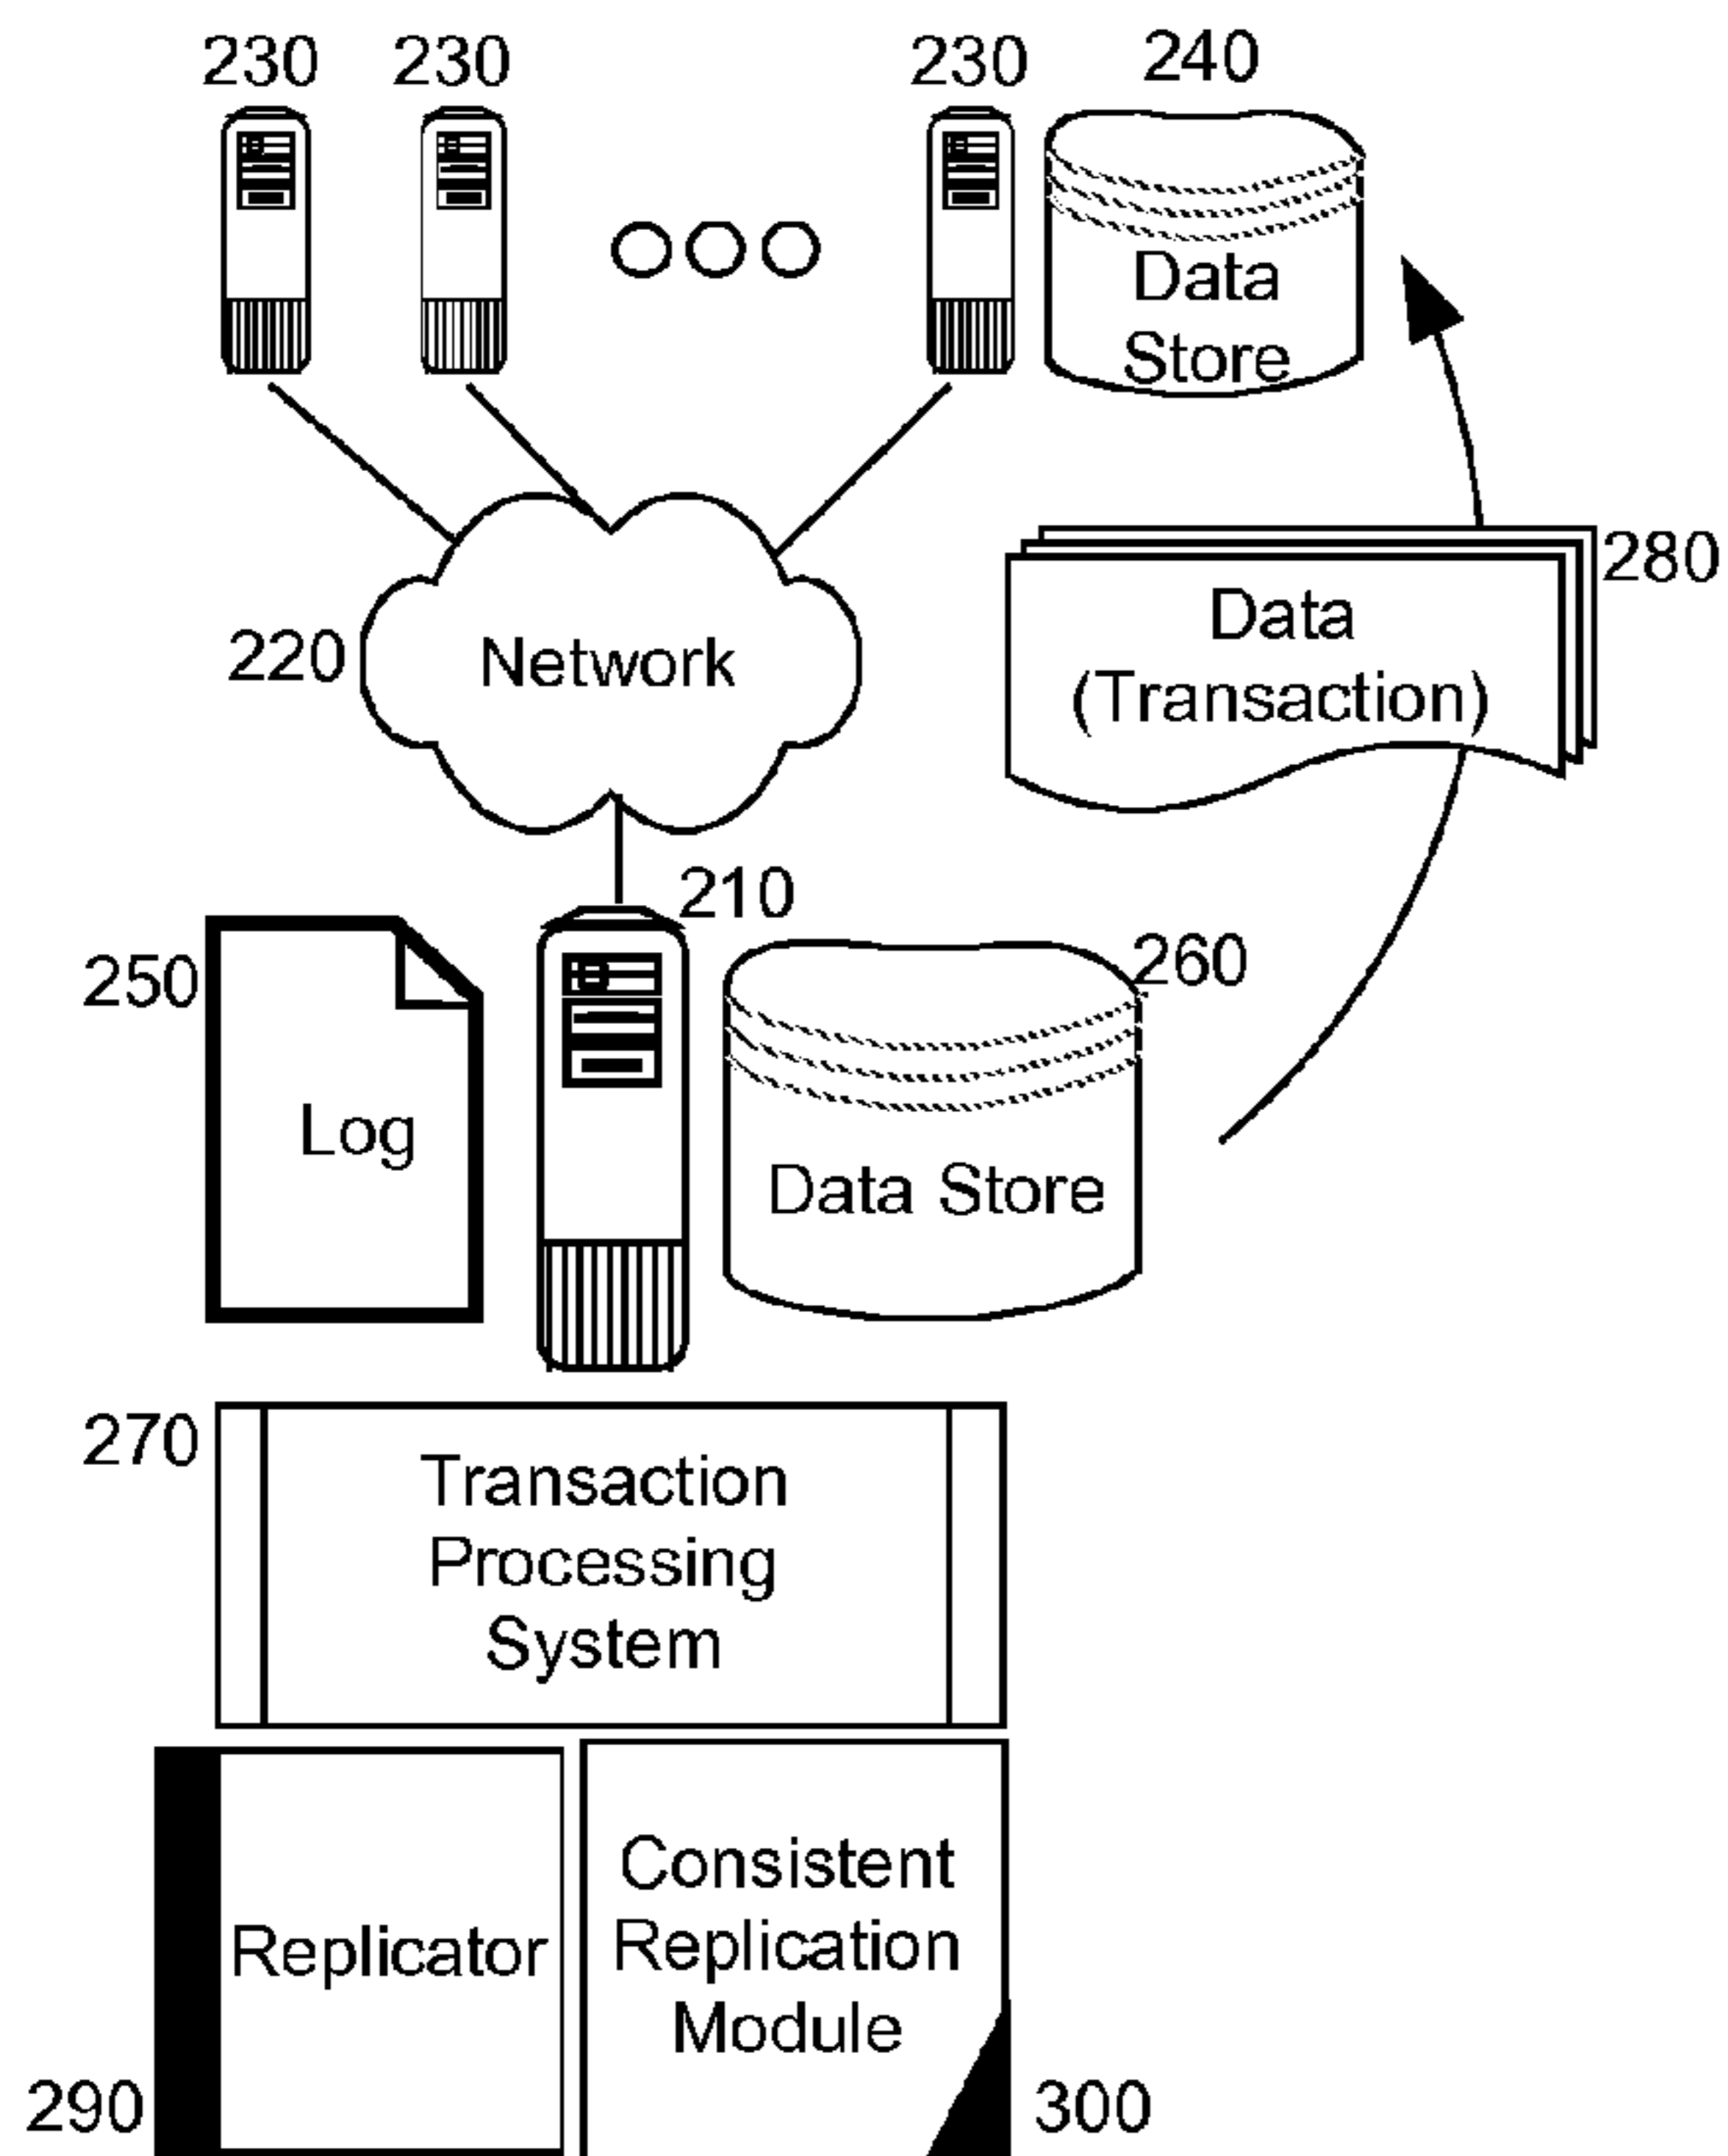 230 230 230 240
Data
Store
280
Data
(Transaction)
220 Network
210
250
260
Log
Data Store
270
Transaction
Processing
System
Replicator
Consistent
Replication
Module
290 300